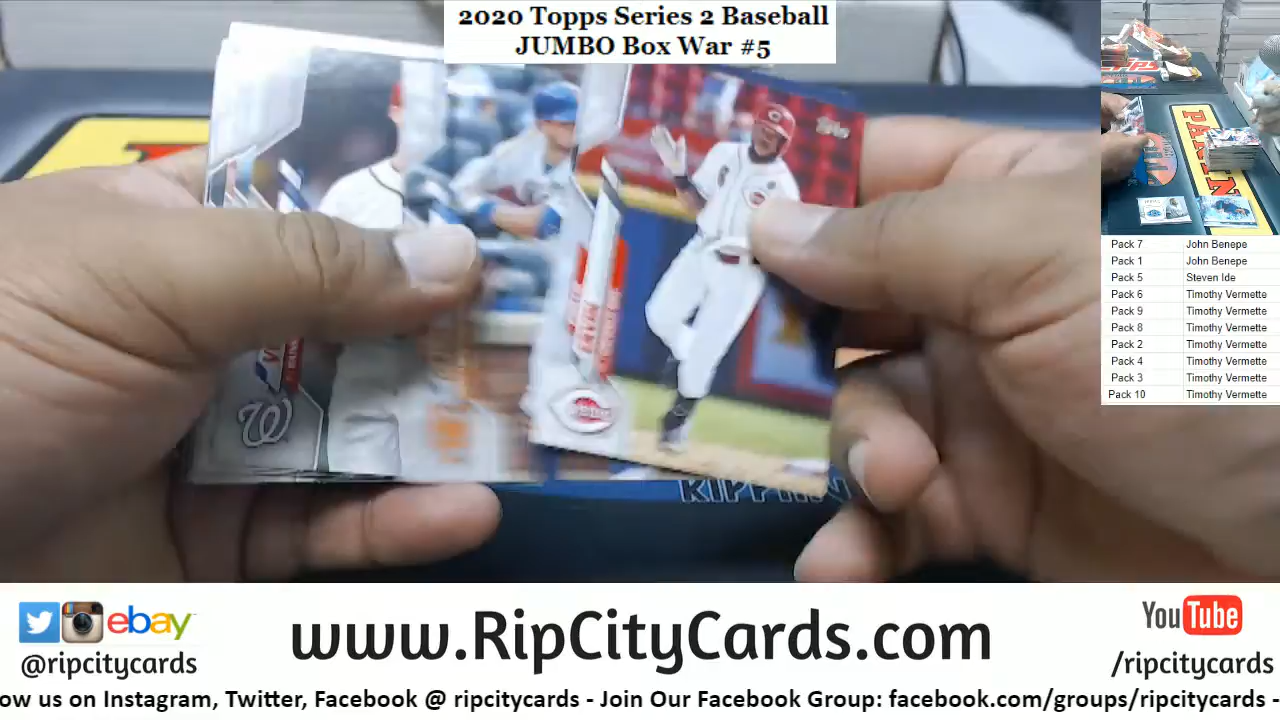 2020 Topps Series 2 Baseball
JUMBO Box War #5
Pack 7 John Benepe
Pack 1 John Benepe
Pack 5 Steven Ide
Pack 6 Timothy Vermette
Pack 9 Timothy Vermette
Pack 8 Timothy Vermette
Pack 2 Timothy Vermette
Pack 4 Timothy Vermette
Pack 3 Timothy Vermette
Pack 10 Timothy Vermette
PANIN
W
ebay
@ripcitycards
www.RipCityCards.com
YouTube
/ripcitycards
ow us on Instagram, Twitter, Facebook @ ripcitycards - Join Our Facebook Group: facebook.com/groups/ripcitycards -